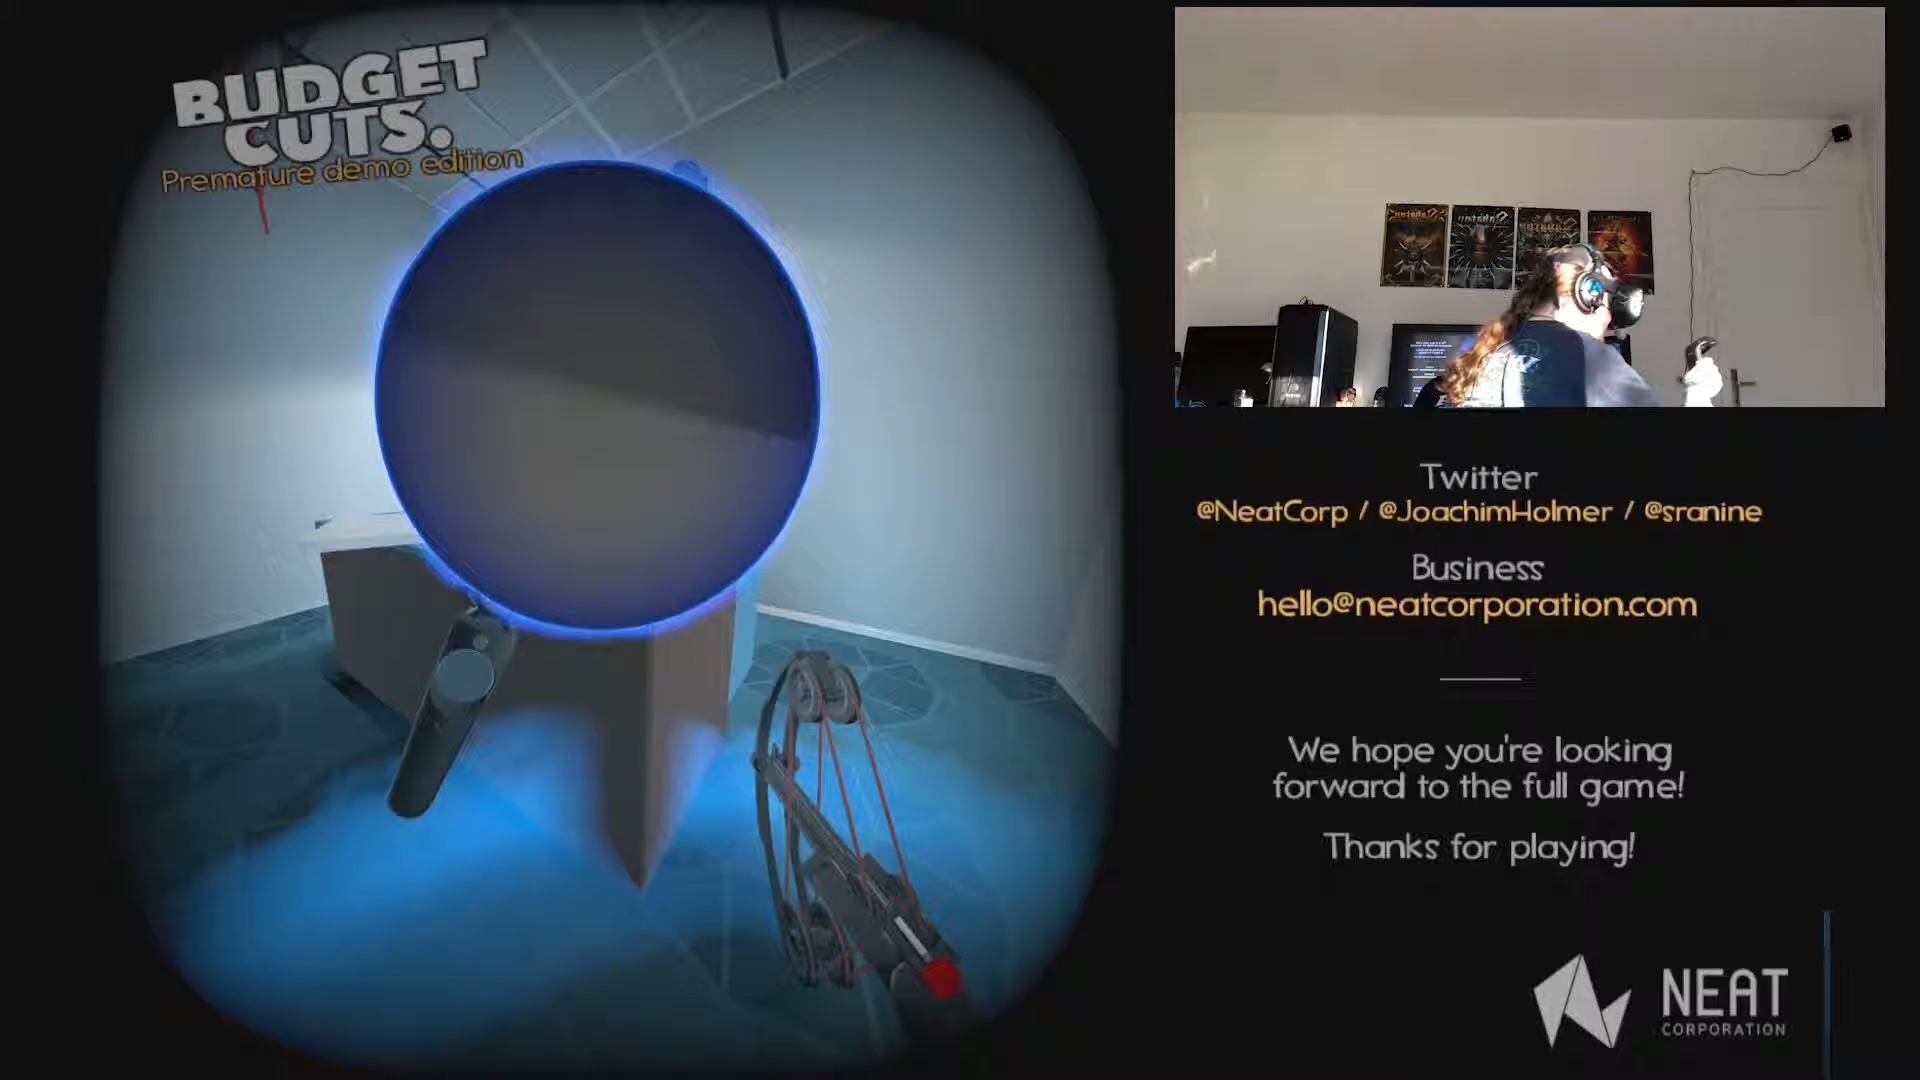 BUDGET
CUTS.
Premature demo edition
Twitter
@NeatCorp / @JoachimHolmer / @sranine
Business
hello@neatcorporation.com
We hope you're looking
forward to the full game!
Thanks for playing!
NEAT
CORPORATION